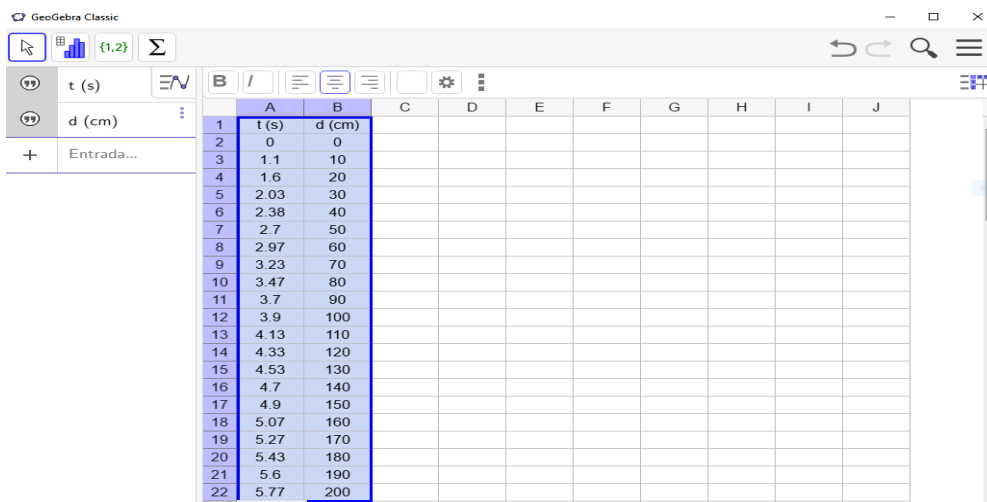 GeoGebra Classic
{1,2} Σ
B I
t (s)
d (cm)
+ Entrada...
A B C D E F G H I J
1 t (s) d (cm)
2 0 0
3 1.1 10
4 1.6 20
5 2.03 30
6 2.38 40
7 2.7 50
8 2.97 60
9 3.23 70
10 3.47 80
11 3.7 90
12 3.9 100
13 4.13 110
14 4.33 120
15 4.53 130
16 4.7 140
17 4.9 150
18 5.07 160
19 5.27 170
20 5.43 180
21 5.6 190
22 5.77 200